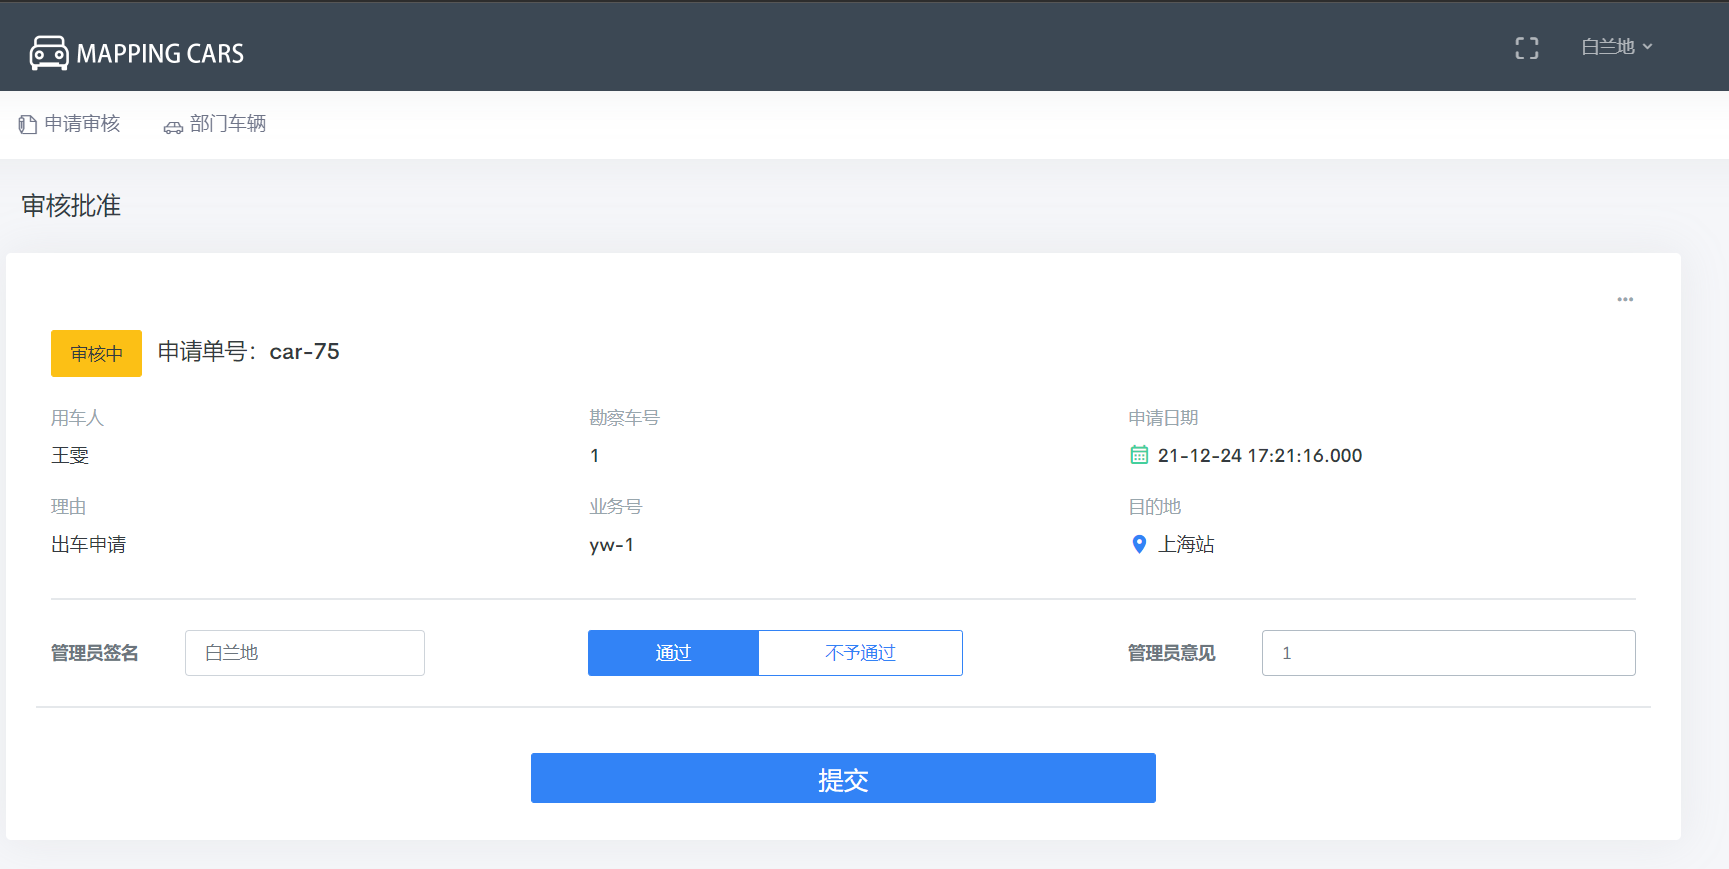 MAPPING CARS
白兰地
申请审核
部门车辆
审核批准
审核中
申请单号：car-75
用车人
勘察车号
申请日期
王雯
1
21-12-24 17:21:16.000
理由
业务号
目的地
出车申请
yw-1
上海站
管理员签名
白兰地
通过
不予通过
管理员意见
1
提交